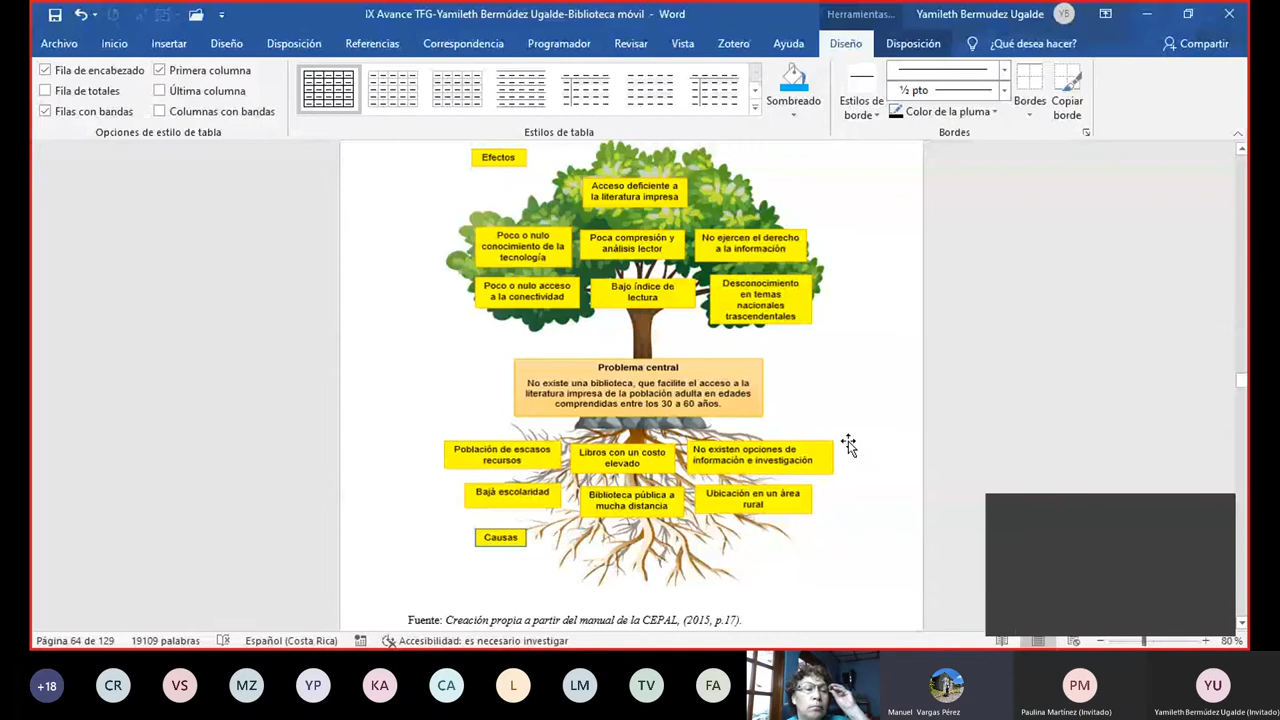 IX Avance TFG-Yamileth Bermúdez Ugalde-Biblioteca móvil - Word
Herramientas...
Yamileth Bermudez Ugalde
YB
Archivo Inicio Insertar Diseño Disposición Referencias Correspondencia Programador Revisar Vista Zotero Ayuda Diseño Disposición ¿Qué desea hacer? Compartir
Fila de encabezado
Primera columna
Fila de totales
Última columna
Filas con bandas
Columnas con bandas
Opciones de estilo de tabla
Estilos de tabla
Sombreado
Estilos de
borde
½ pto
Color de la pluma
Bordes
Copiar
borde
Bordes
Efectos
Acceso deficiente a
la literatura impresa
Poco o nulo
conocimiento de la
tecnología
Poca compresión y
análisis lector
No ejercen el derecho
a la información
Poco o nulo acceso
a la conectividad
Bajo índice de
lectura
Desconocimiento
en temas
nacionales
trascendentales
Problema central
No existe una biblioteca, que facilite el acceso a la
literatura impresa de la población adulta en edades
comprendidas entre los 30 a 60 años.
Población de escasos
recursos
Libros con un costo
elevado
No existen opciones de
información e investigación
Bajá escolaridad
Biblioteca pública a
mucha distancia
Ubicación en un área
rural
Causas
Fuente: Creación propia a partir del manual de la CEPAL, (2015, p.17).
Página 64 de 129 19109 palabras Español (Costa Rica) Accesibilidad: es necesario investigar 80 %
+18 CR VS MZ YP KA CA L LM TV FA PM YU
Manuel Vargas Pérez
Paulina Martínez (Invitado)
Yamileth Bermúdez Ugalde (Invitado)